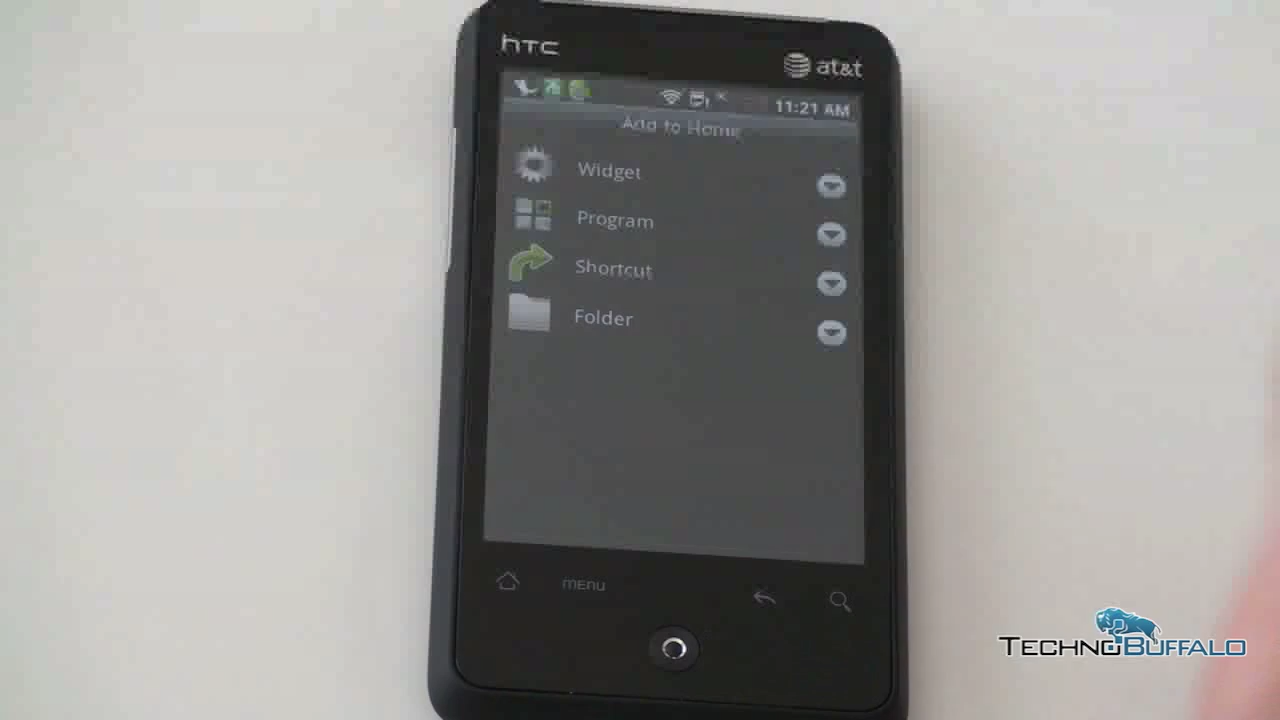 hTC
at&t
11:21 AM
Add to Home
Widget
Program
Shortcut
Folder
menu
TECHNOBUFFALO